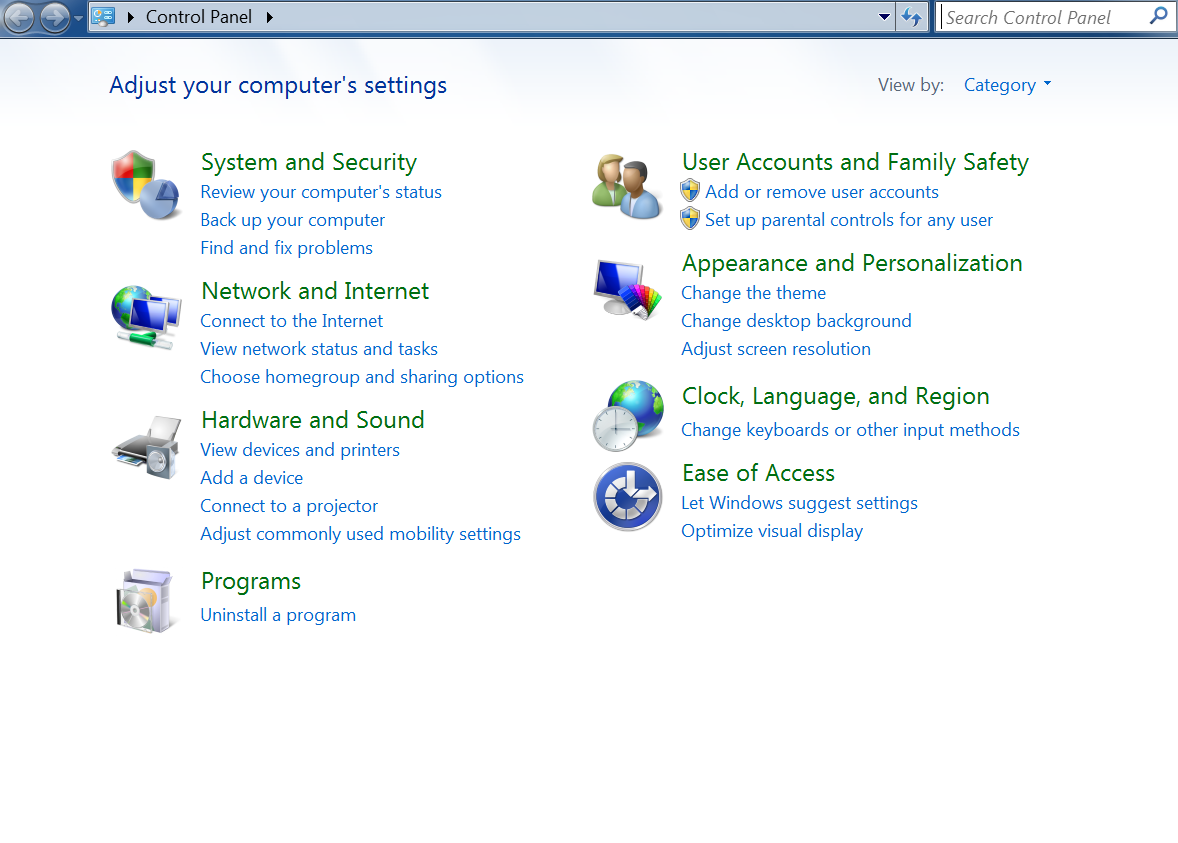 Control Panel
Search Control Panel
Adjust your computer's settings
View by: Category
System and Security
Review your computer's status
Back up your computer
Find and fix problems
Network and Internet
Connect to the Internet
View network status and tasks
Choose homegroup and sharing options
Hardware and Sound
View devices and printers
Add a device
Connect to a projector
Adjust commonly used mobility settings
Programs
Uninstall a program
User Accounts and Family Safety
Add or remove user accounts
Set up parental controls for any user
Appearance and Personalization
Change the theme
Change desktop background
Adjust screen resolution
Clock, Language, and Region
Change keyboards or other input methods
Ease of Access
Let Windows suggest settings
Optimize visual display